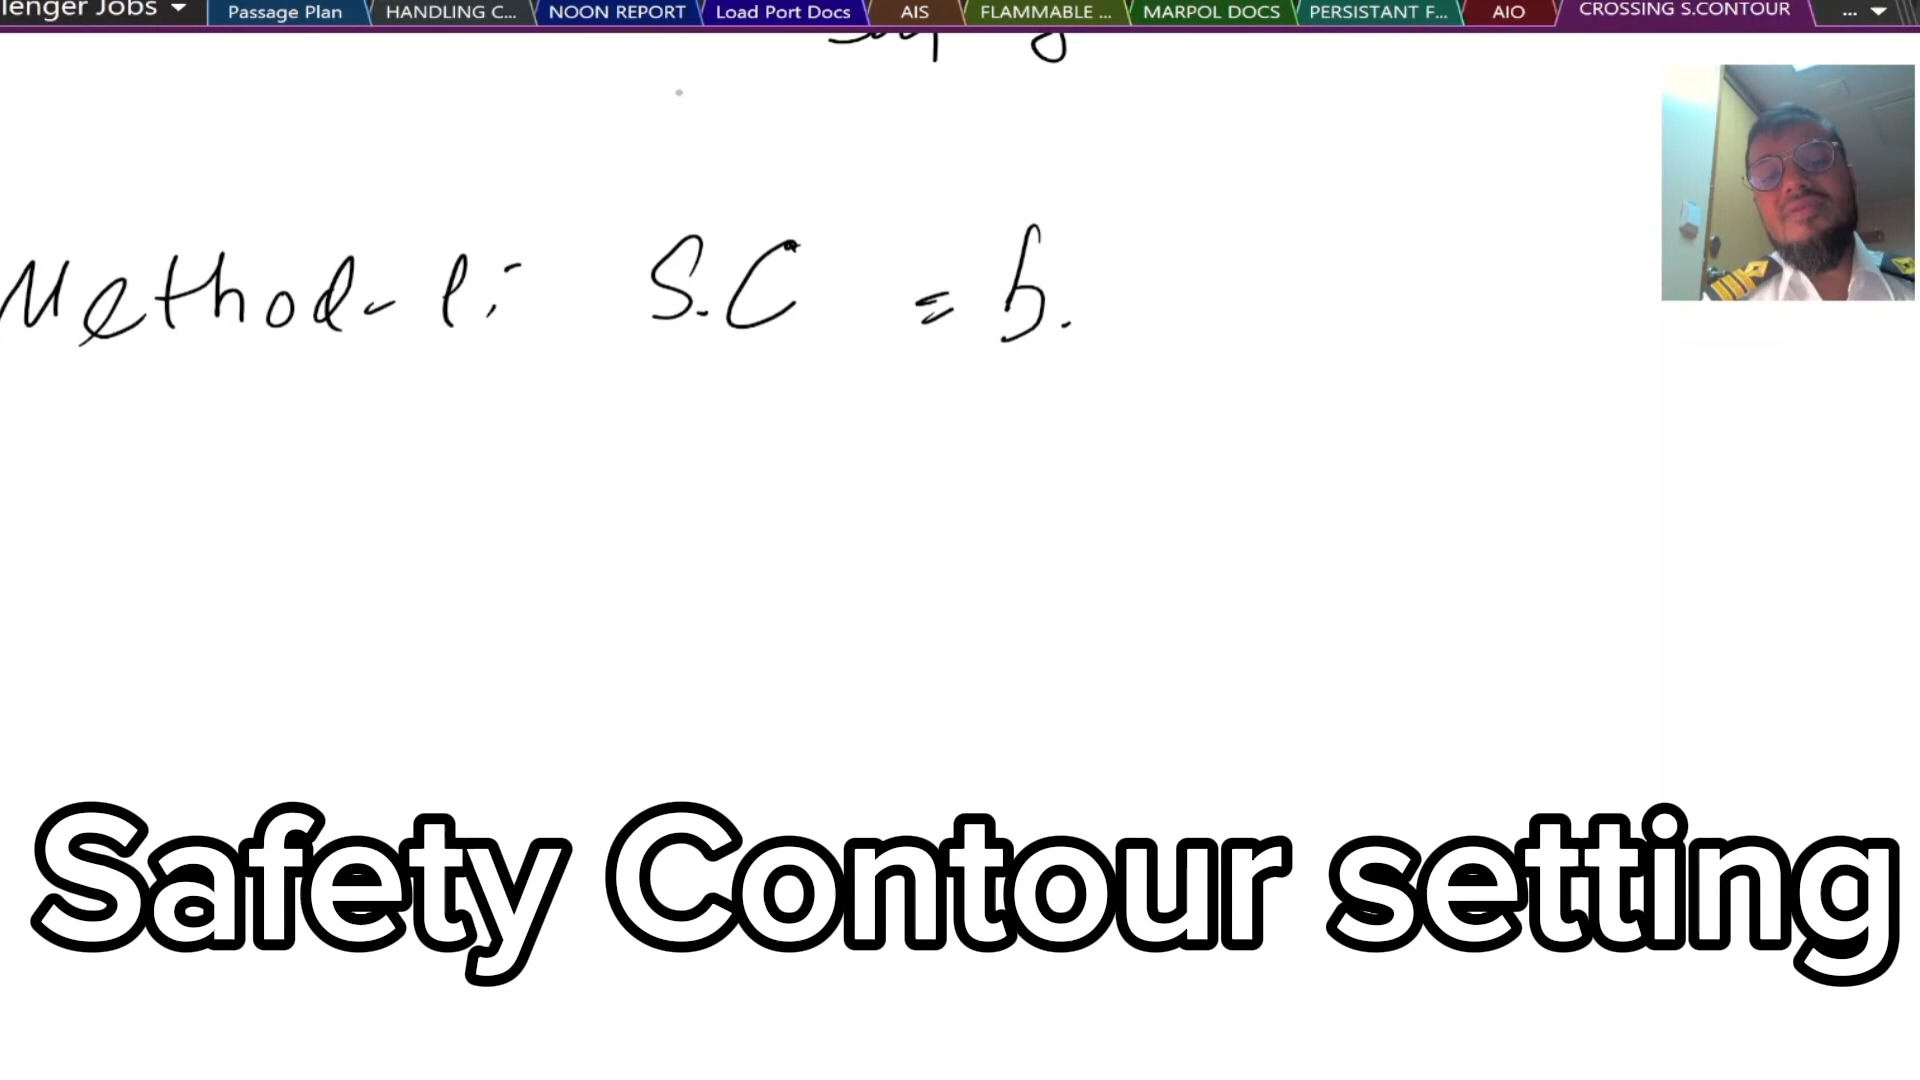 lenger Jobs Passage Plan HANDLING C... NOON REPORT Load Port Docs AIS FLAMMABLE ... MARPOL DOCS PERSISTANT F... AIO CROSSING S.CONTOUR ...
Method-1: S.C = h.
Safety Contour setting